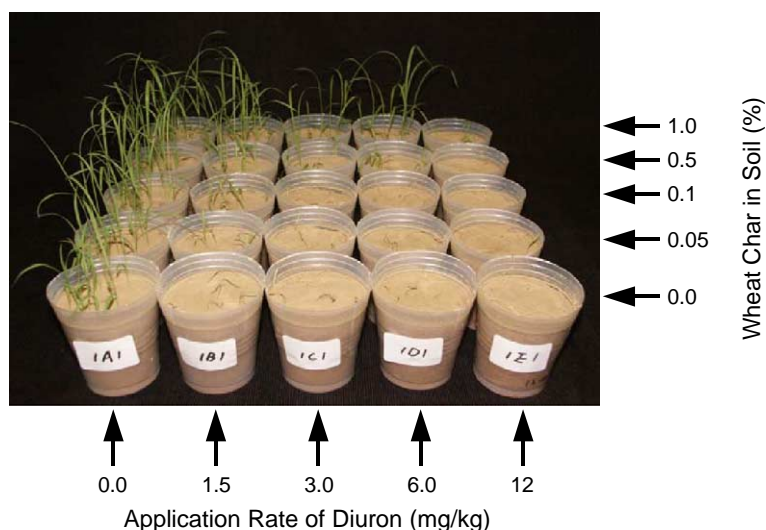 1.0
0.5
0.1
0.05
0.0
Wheat Char in Soil (%)
1A1
1B1
1C1
1D1
1E1
0.0 1.5 3.0 6.0 12
Application Rate of Diuron (mg/kg)